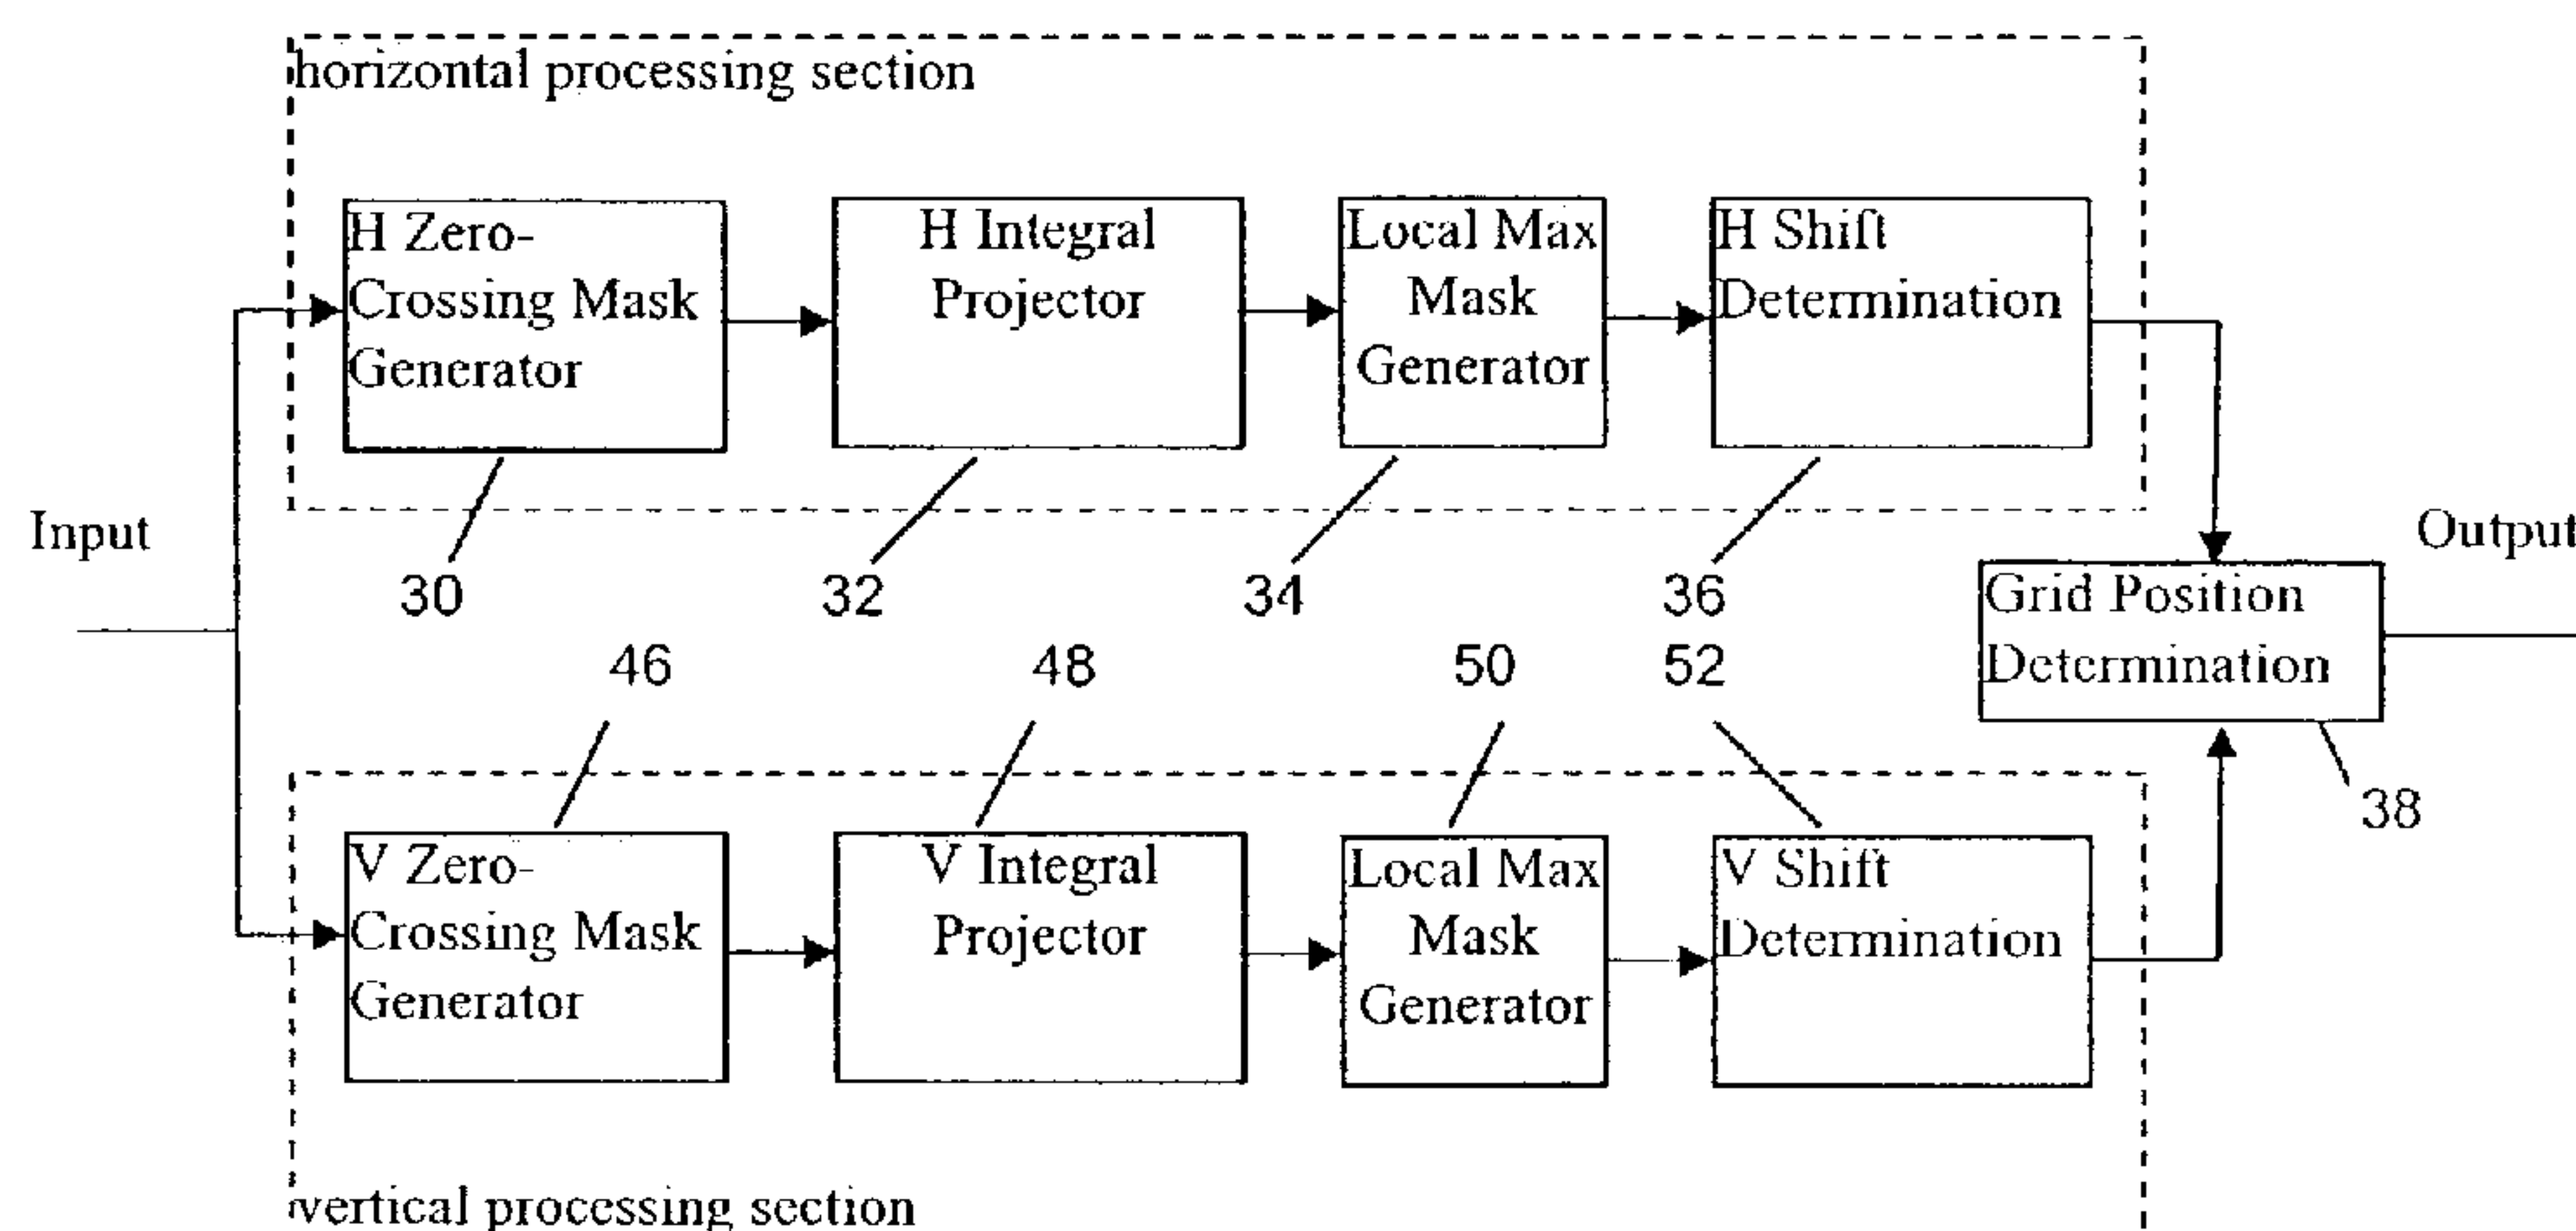 horizontal processing section
H Zero-
Crossing Mask
Generator
H Integral
Projector
Local Max
Mask
Generator
H Shift
Determination
Input
Output
30
32
34
36
Grid Position
Determination
46
48
50
52
38
V Zero-
Crossing Mask
Generator
V Integral
Projector
Local Max
Mask
Generator
V Shift
Determination
vertical processing section